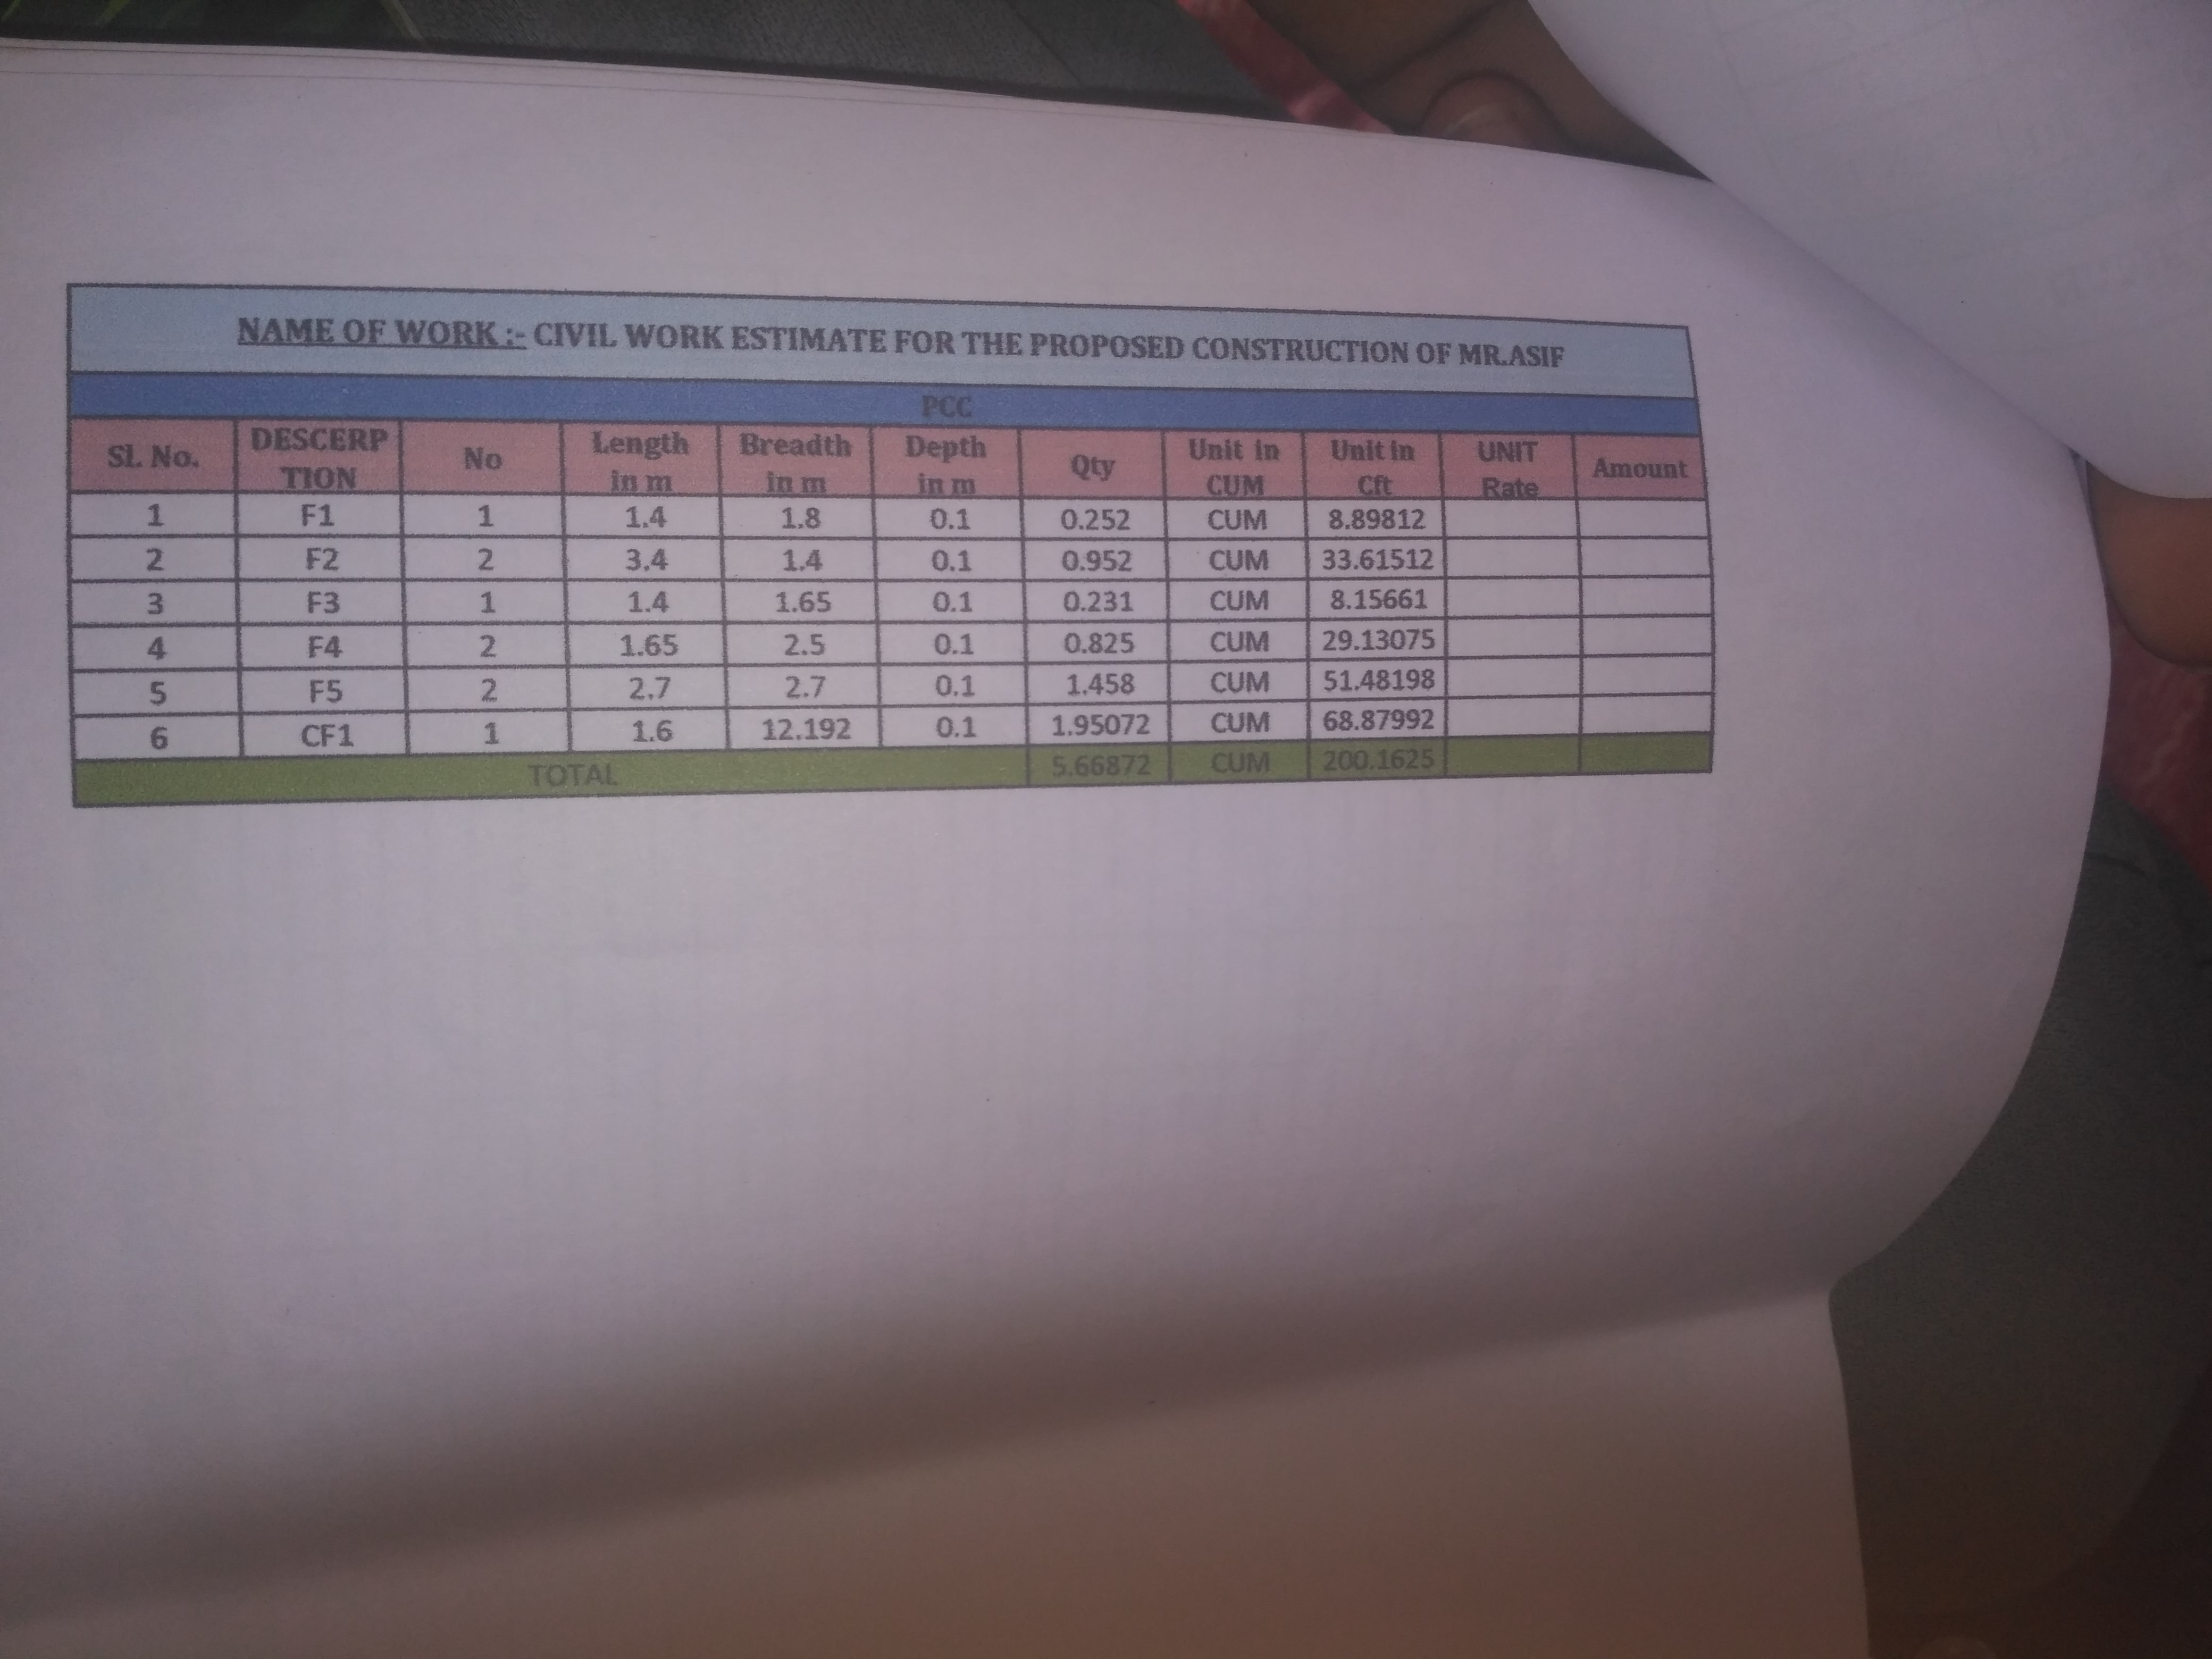 NAME OF WORK :- CIVIL WORK ESTIMATE FOR THE PROPOSED CONSTRUCTION OF MR.ASIF
PCC
Sl. No. DESCERP TION No Length in m Breadth in m Depth in m Qty Unit in CUM Unit in Cft UNIT Rate Amount
1 F1 1 1.4 1.8 0.1 0.252 CUM 8.89812
2 F2 2 3.4 1.4 0.1 0.952 CUM 33.61512
3 F3 1 1.4 1.65 0.1 0.231 CUM 8.15661
4 F4 2 1.65 2.5 0.1 0.825 CUM 29.13075
5 F5 2 2.7 2.7 0.1 1.458 CUM 51.48198
6 CF1 1 1.6 12.192 0.1 1.95072 CUM 68.87992
TOTAL 5.66872 CUM 200.1625